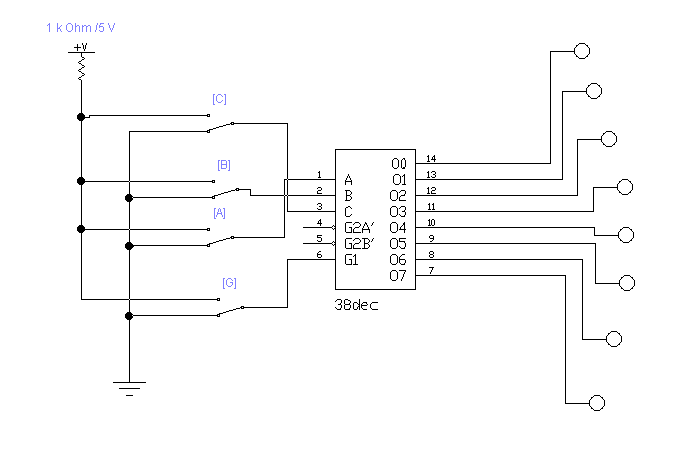 1 k Ohm /5 V
+V
[C]
[B]
[A]
[G]
1 A O0 14
2 B O1 13
3 C O2 12
4 G2A' O3 11
5 G2B' O4 10
6 G1 O5 9
O6 8
O7 7
38dec